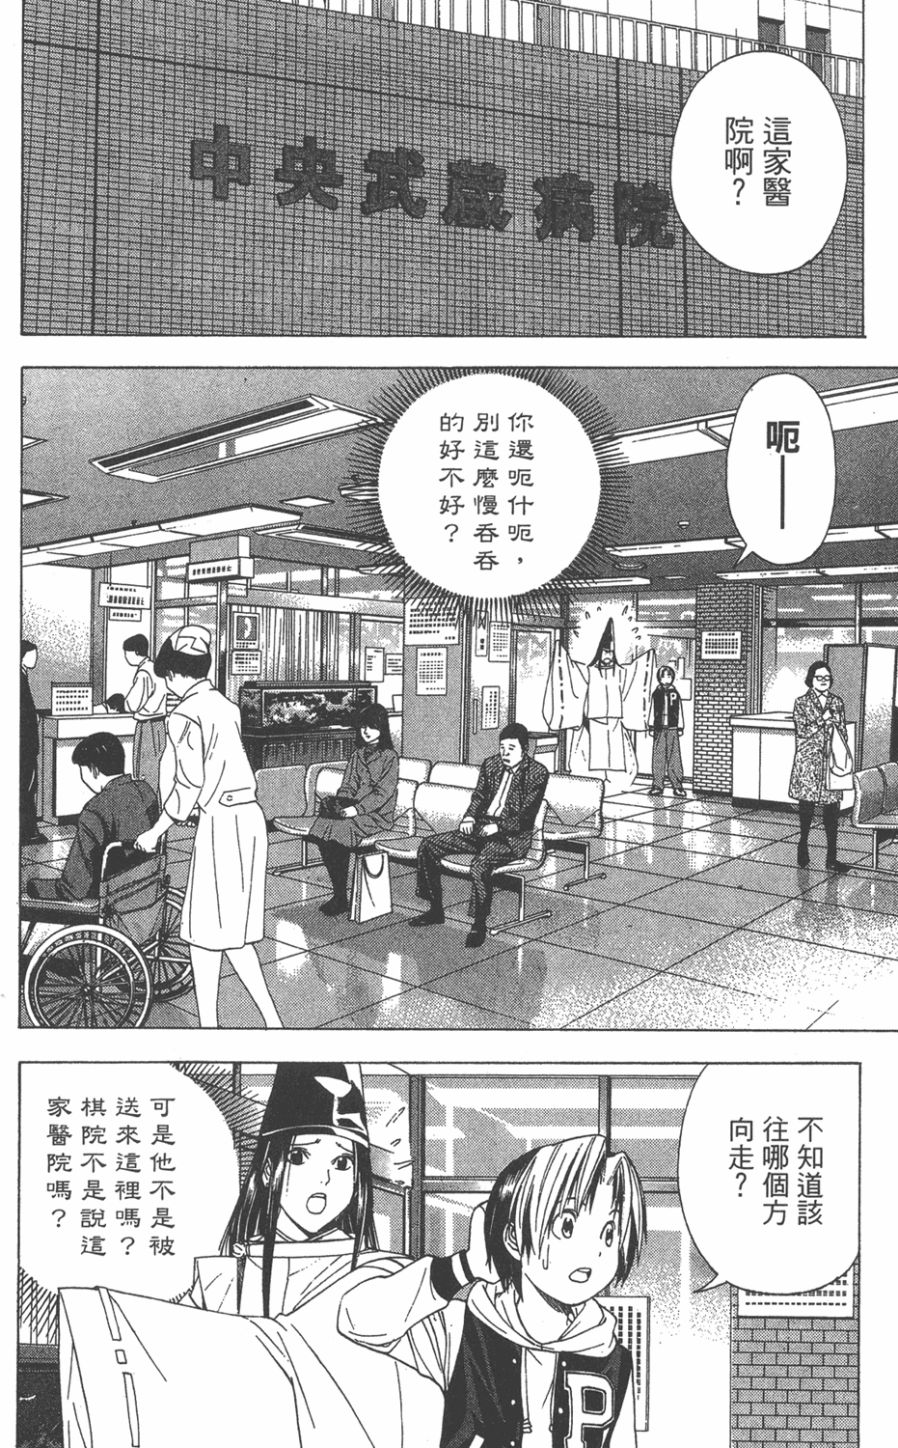 這家醫
院啊？
中央武蔵病院
呃——
你還呃什呃，
別這麼慢吞吞
的好不好？
不知道該
往哪個方
向走？
可是他不是被
送來這裡嗎？
棋院不是說這
家醫院嗎？
P
P